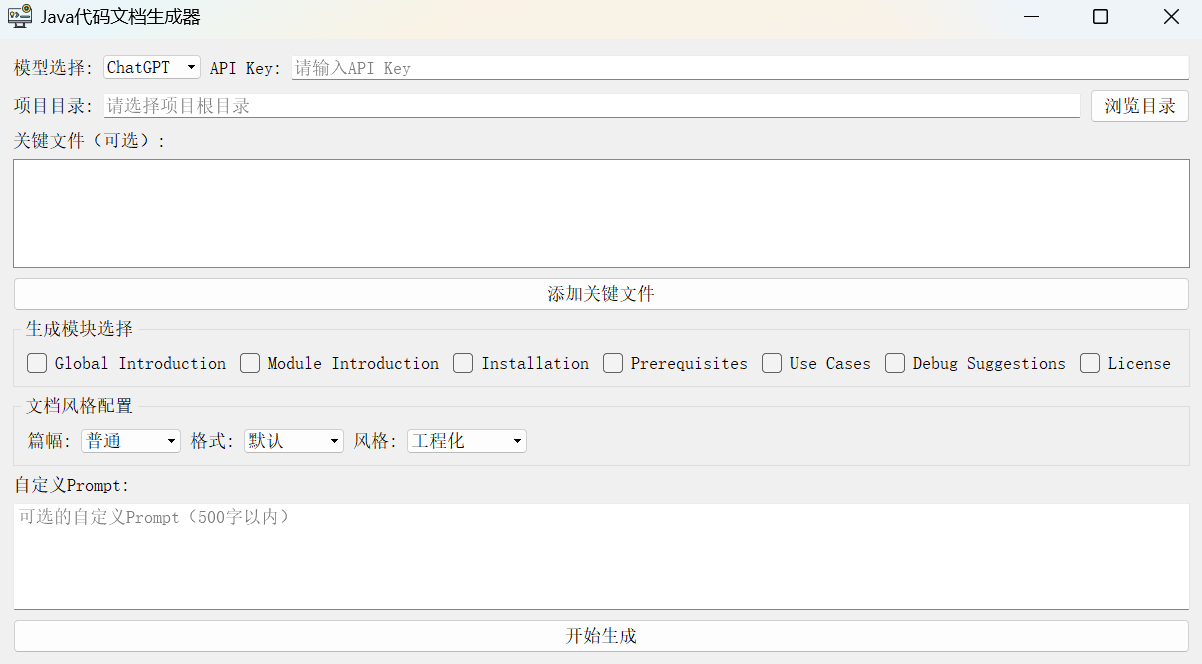 Java代码文档生成器
模型选择: ChatGPT API Key: 请输入API Key
项目目录: 请选择项目根目录 浏览目录
关键文件（可选）:
添加关键文件
生成模块选择
Global Introduction Module Introduction Installation Prerequisites Use Cases Debug Suggestions License
文档风格配置
篇幅: 普通 格式: 默认 风格: 工程化
自定义Prompt:
可选的自定义Prompt（500字以内）
开始生成